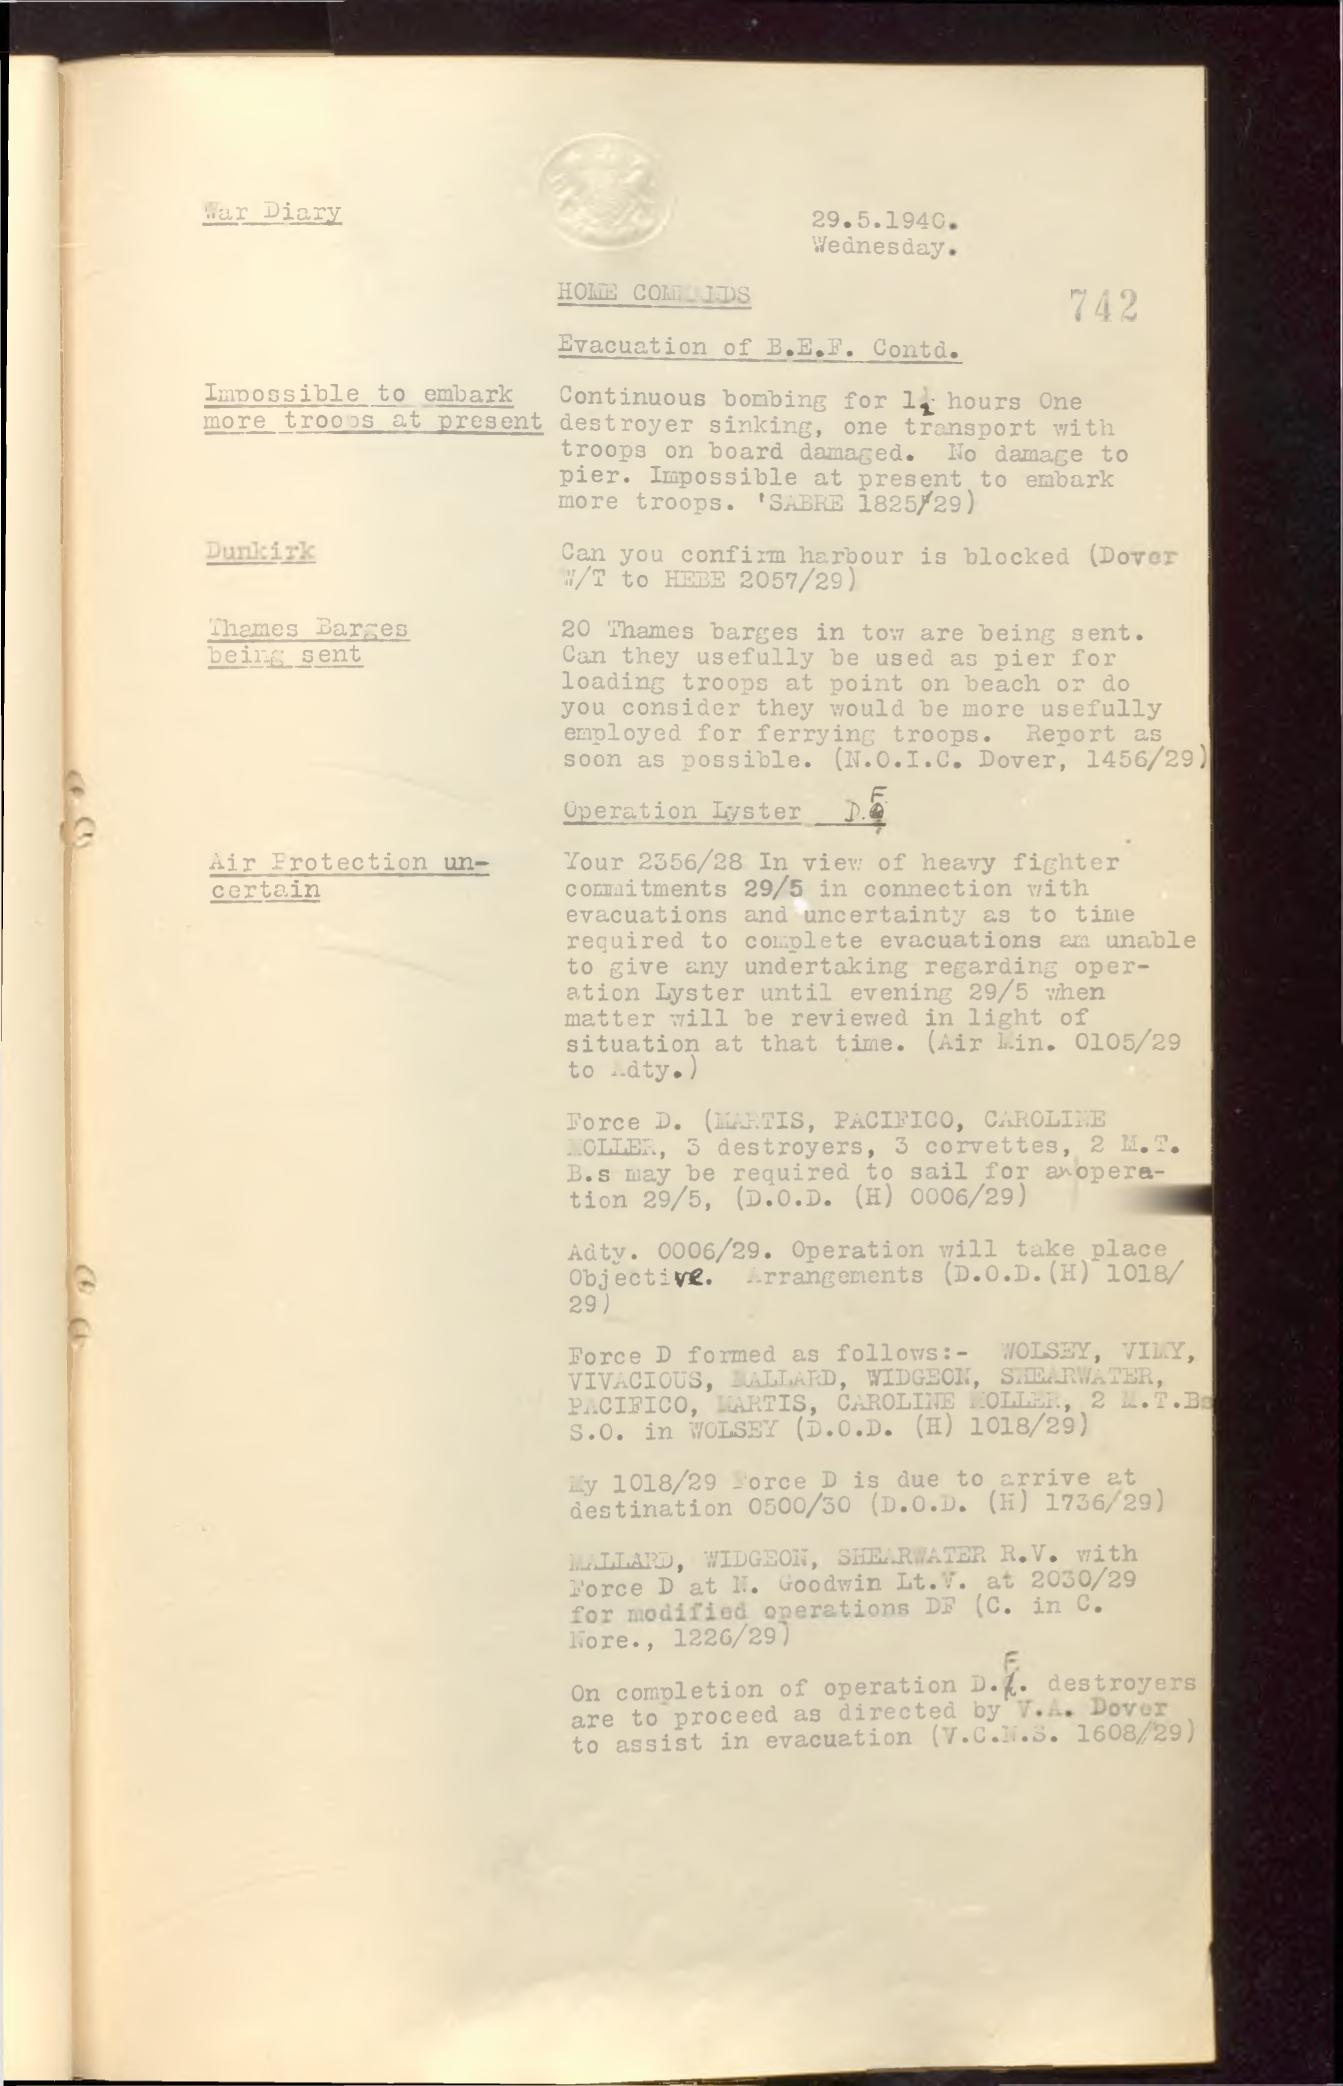 War Diary
29.5.1940.
Wednesday.
HOME COMMANDS
742
Evacuation of B.E.F. Contd.
Impossible to embark
more troops at present
Continuous bombing for 1½ hours One
destroyer sinking, one transport with
troops on board damaged. No damage to
pier. Impossible at present to embark
more troops. 'SABRE 1825/29)
Dunkirk
Can you confirm harbour is blocked (Dover
W/T to HEBE 2057/29)
Thames Barges
being sent
20 Thames barges in tow are being sent.
Can they usefully be used as pier for
loading troops at point on beach or do
you consider they would be more usefully
employed for ferrying troops. Report as
soon as possible. (N.O.I.C. Dover, 1456/29)
Operation Lyster D.F
Air Protection un-
certain
Your 2356/28 In view of heavy fighter
commitments 29/5 in connection with
evacuations and uncertainty as to time
required to complete evacuations am unable
to give any undertaking regarding oper-
ation Lyster until evening 29/5 when
matter will be reviewed in light of
situation at that time. (Air Min. 0105/29
to Adty.)
Force D. (MARTIS, PACIFICO, CAROLINE
MOLLER, 3 destroyers, 3 corvettes, 2 M.T.
B.s may be required to sail for an opera-
tion 29/5, (D.O.D. (H) 0006/29)
Adty. 0006/29. Operation will take place
Objective. Arrangements (D.O.D.(H) 1018/
29)
Force D formed as follows:- WOLSEY, VIMY,
VIVACIOUS, MALLARD, WIDGEON, SHEARWATER,
PACIFICO, MARTIS, CAROLINE MOLLER, 2 M.T.Bs
S.O. in WOLSEY (D.O.D. (H) 1018/29)
My 1018/29 Force D is due to arrive at
destination 0500/30 (D.O.D. (H) 1736/29)
MALLARD, WIDGEON, SHEARWATER R.V. with
Force D at N. Goodwin Lt.V. at 2030/29
for modified operations DF (C. in C.
Nore., 1226/29)
On completion of operation D.F. destroyers
are to proceed as directed by V.A. Dover
to assist in evacuation (V.C.N.S. 1608/29)